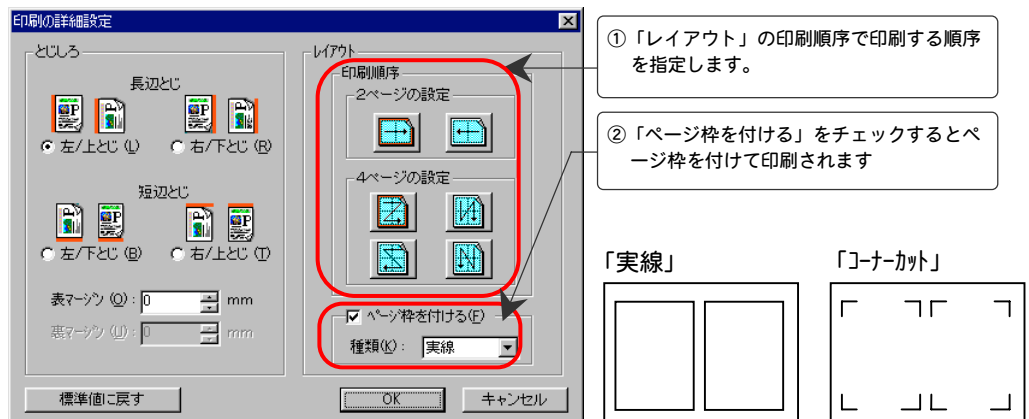 印刷の詳細設定
とじしろ
長辺とじ
左/上とじ (L)
右/下とじ (R)
短辺とじ
左/下とじ (B)
右/上とじ (T)
表マージン (O) : 0 mm
裏マージン (U) : 0 mm
標準値に戻す
レイアウト
印刷順序
2ページの設定
4ページの設定
ページ枠を付ける(F)
種類(K) : 実線
OK
キャンセル
①「レイアウト」の印刷順序で印刷する順序
を指定します。
②「ページ枠を付ける」をチェックするとペ
ージ枠を付けて印刷されます
「実線」
「コーナーカット」